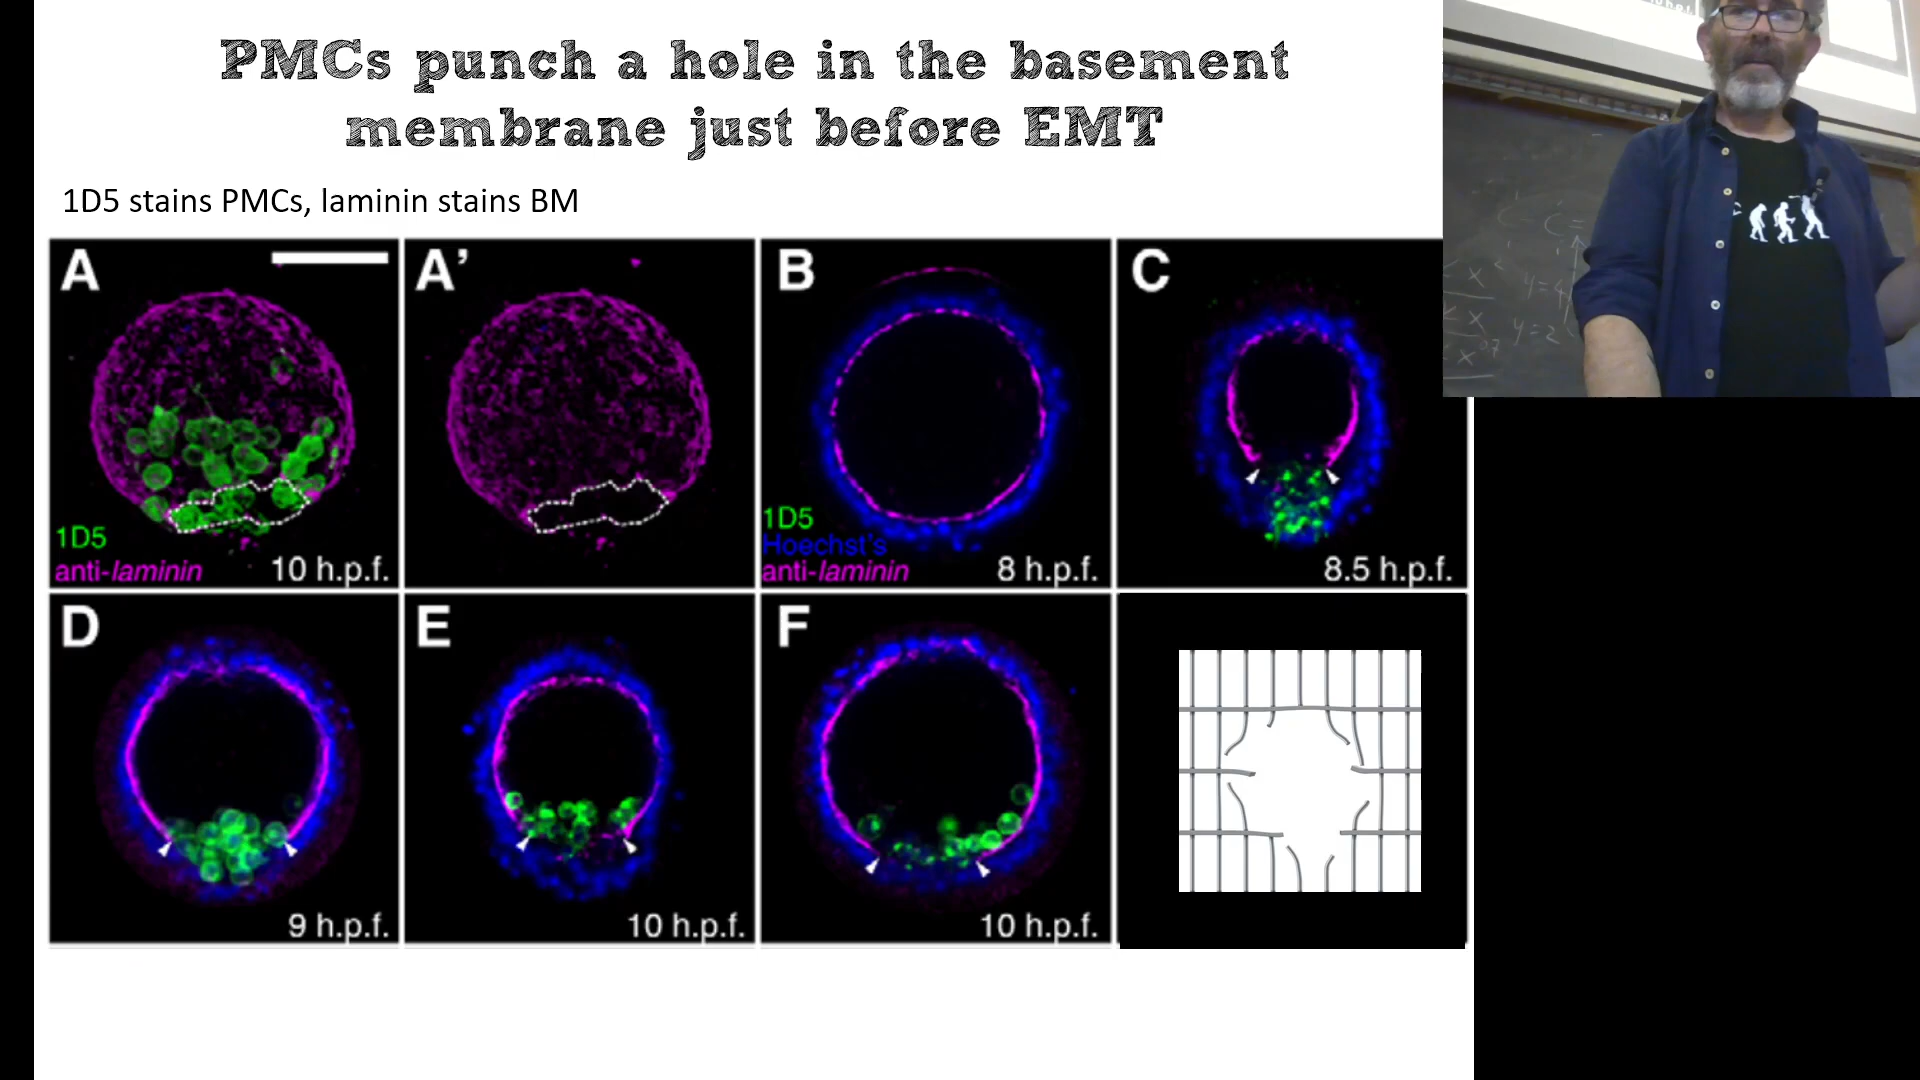 PMCs punch a hole in the basement
membrane just before EMT
1D5 stains PMCs, laminin stains BM
A
1D5
anti-laminin
10 h.p.f.
A’
B
1D5
Hoechst's
anti-laminin
8 h.p.f.
C
8.5 h.p.f.
D
9 h.p.f.
E
10 h.p.f.
F
10 h.p.f.
y=2